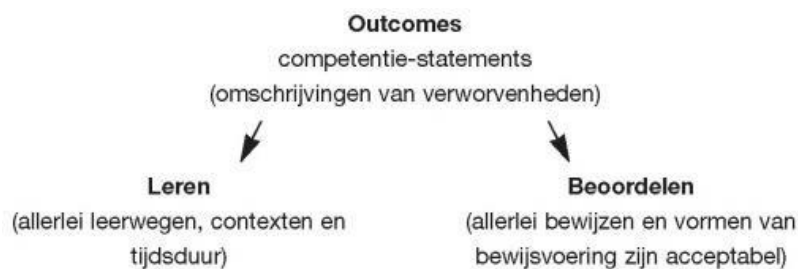 Outcomes
competentie-statements
(omschrijvingen van verworvenheden)
Leren
(allerlei leerwegen, contexten en
tijdsduur)
Beoordelen
(allerlei bewijzen en vormen van
bewijsvoering zijn acceptabel)